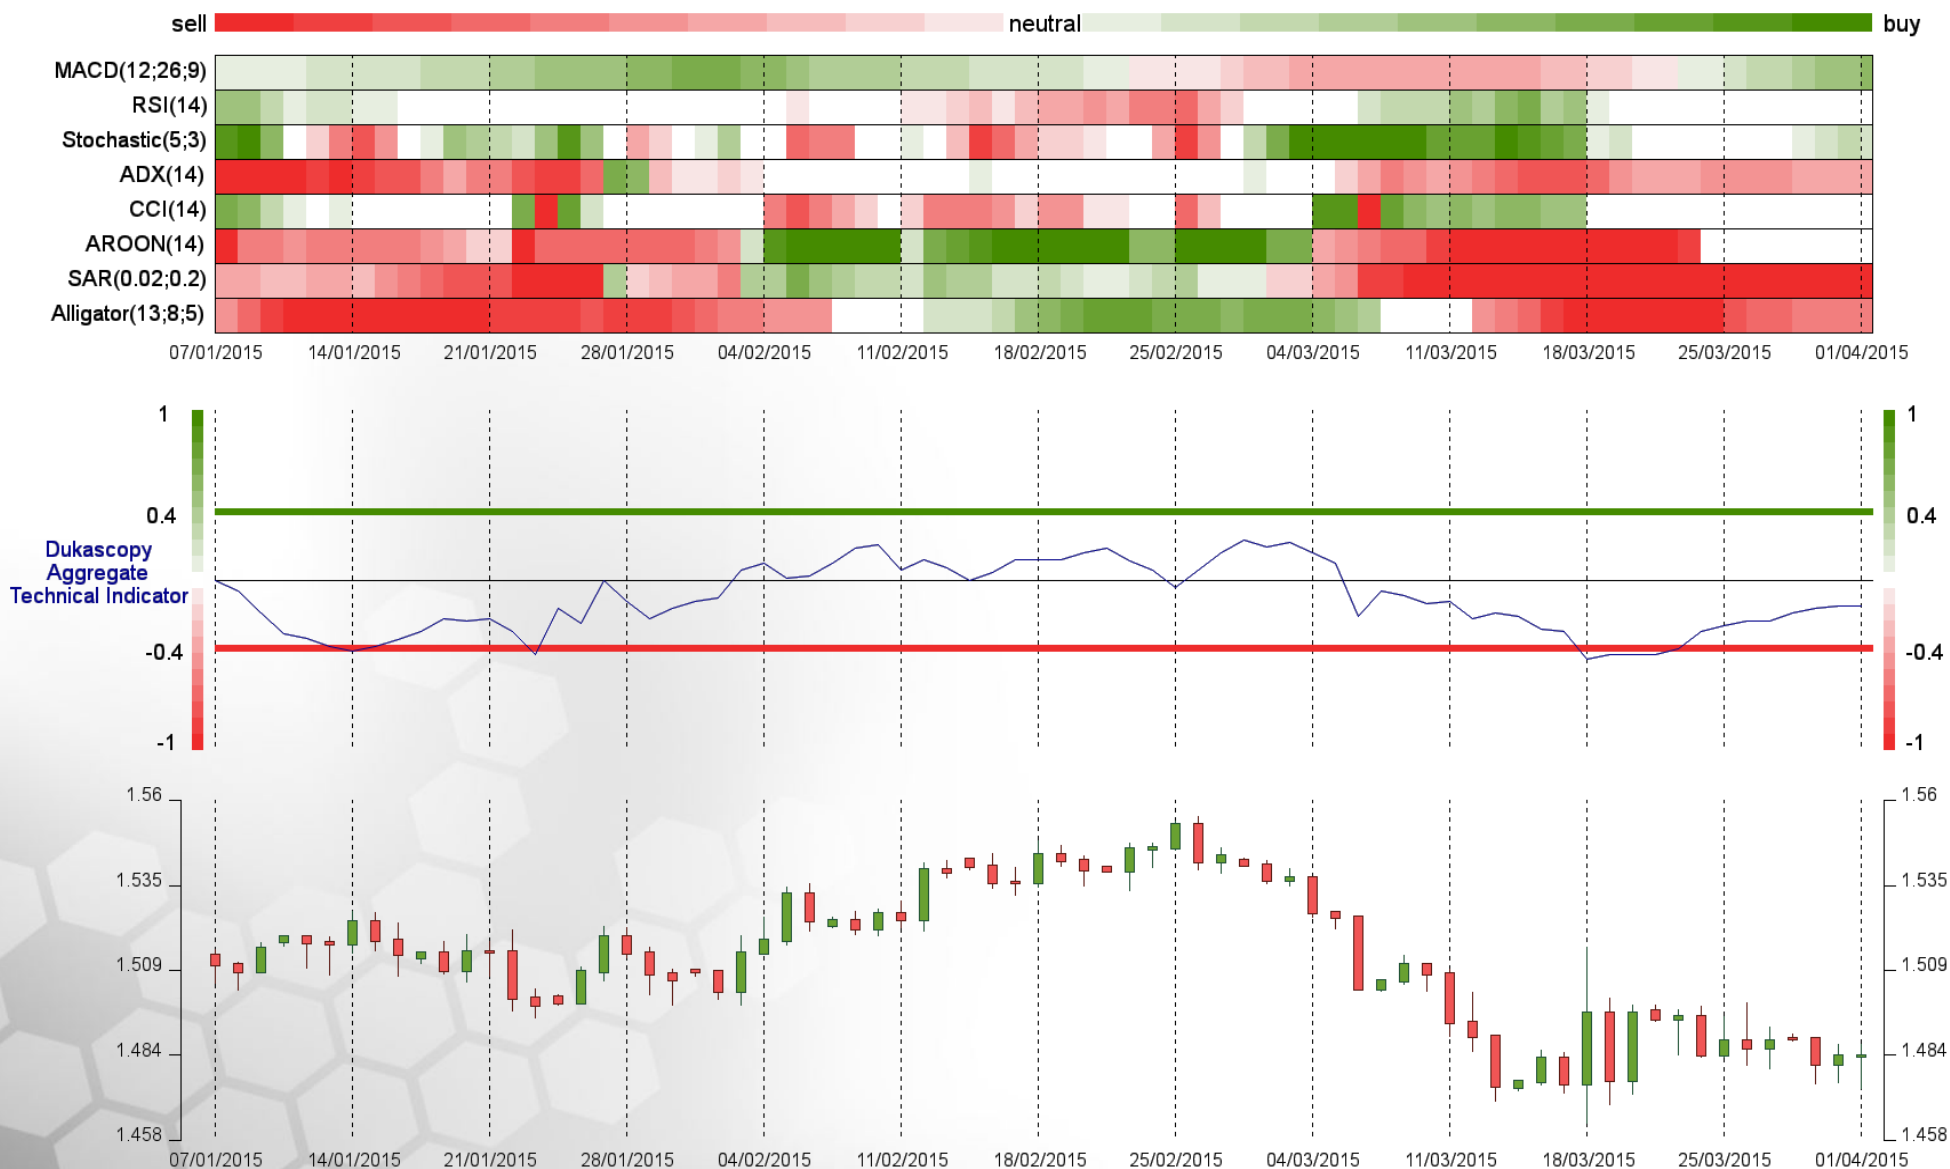 sell neutral buy
MACD(12;26;9)
RSI(14)
Stochastic(5;3)
ADX(14)
CCI(14)
AROON(14)
SAR(0.02;0.2)
Alligator(13;8;5)
07/01/2015 14/01/2015 21/01/2015 28/01/2015 04/02/2015 11/02/2015 18/02/2015 25/02/2015 04/03/2015 11/03/2015 18/03/2015 25/03/2015 01/04/2015
1 1
0.4 0.4
Dukascopy
Aggregate
Technical Indicator
-0.4 -0.4
-1 -1
1.56 1.56
1.535 1.535
1.509 1.509
1.484 1.484
1.458 1.458
07/01/2015 14/01/2015 21/01/2015 28/01/2015 04/02/2015 11/02/2015 18/02/2015 25/02/2015 04/03/2015 11/03/2015 18/03/2015 25/03/2015 01/04/2015